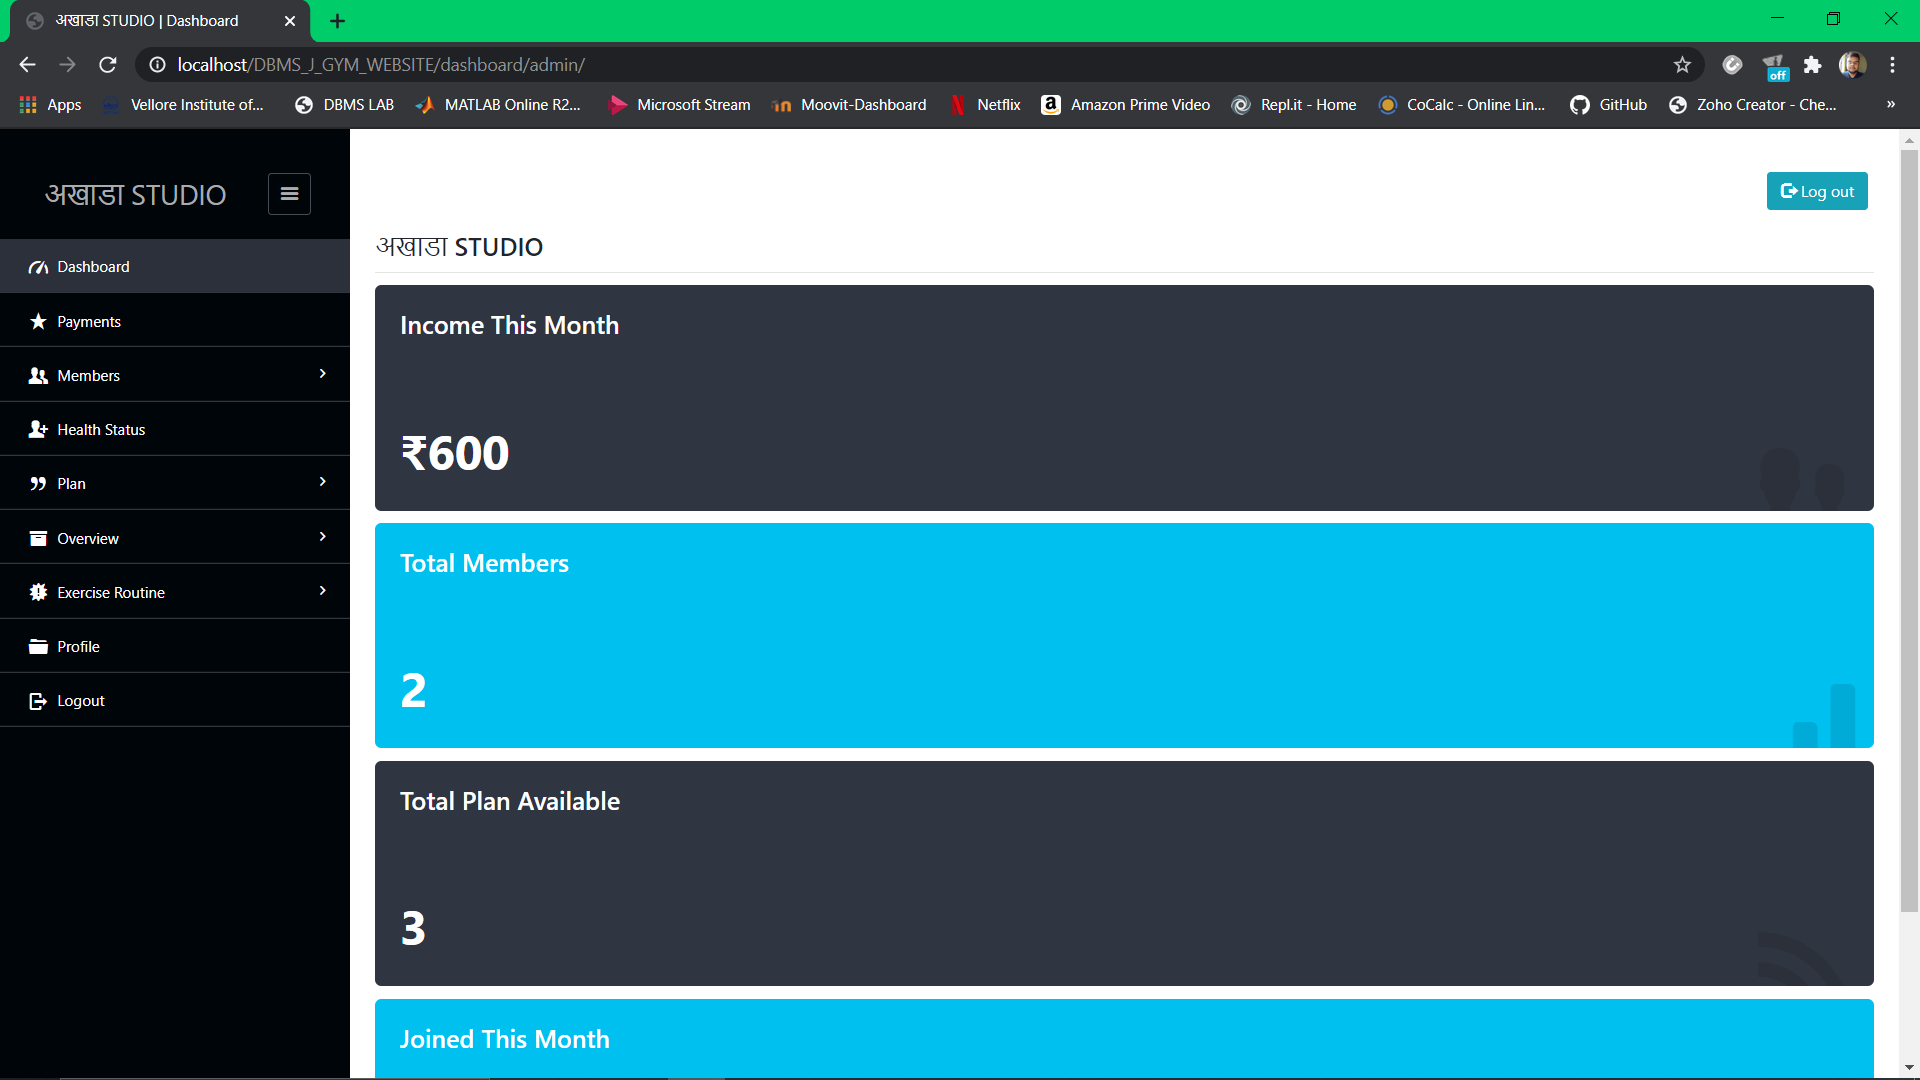 अखाडा STUDIO | Dashboard
localhost/DBMS_J_GYM_WEBSITE/dashboard/admin/
off
Apps
Vellore Institute of...
DBMS LAB
MATLAB Online R2...
Microsoft Stream
Moovit-Dashboard
Netflix
Amazon Prime Video
Repl.it - Home
CoCalc - Online Lin...
GitHub
Zoho Creator - Che...
»
अखाडा STUDIO
Dashboard
Payments
Members
Health Status
Plan
Overview
Exercise Routine
Profile
Logout
Log out
अखाडा STUDIO
Income This Month
₹600
Total Members
2
Total Plan Available
3
Joined This Month